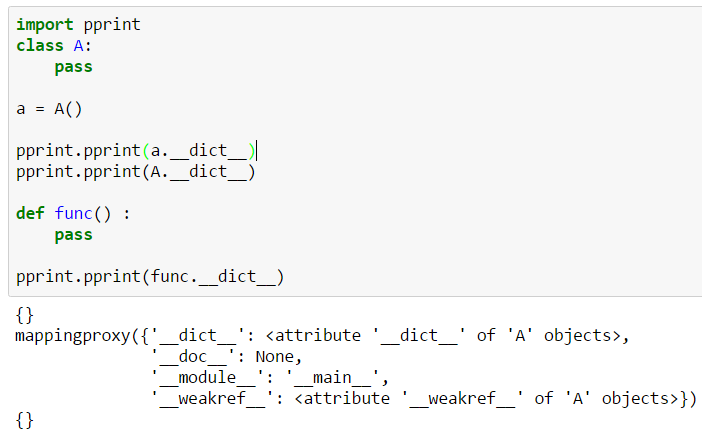 import pprint
class A:
    pass
a = A()
pprint.pprint(a.__dict__)
pprint.pprint(A.__dict__)
def func() :
    pass
pprint.pprint(func.__dict__)
{}
mappingproxy({'__dict__': <attribute '__dict__' of 'A' objects>,
              '__doc__': None,
              '__module__': '__main__',
              '__weakref__': <attribute '__weakref__' of 'A' objects>})
{}